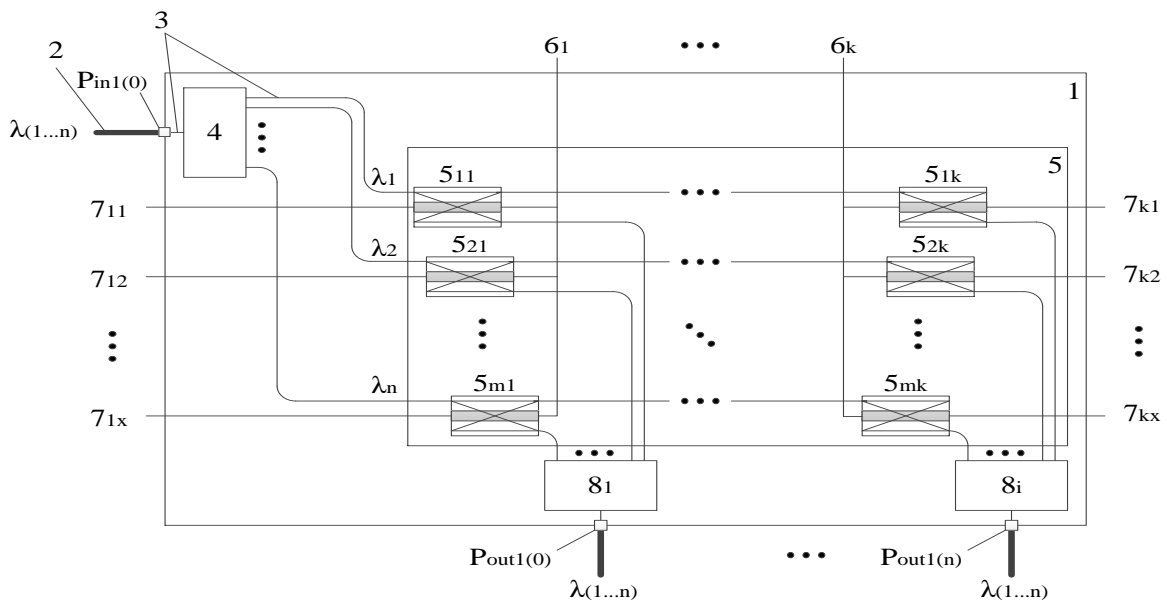 3
6₁
6k
2
Pin1(0)
1
4
λ(1...n)
5
λ1
5₁₁
5₁k
7₁₁
7k1
λ2
5₂₁
5₂k
7₁₂
7k2
λn
5m1
5mk
7₁x
7kx
8₁
8i
Pout1(0)
Pout1(n)
λ(1...n)
λ(1...n)